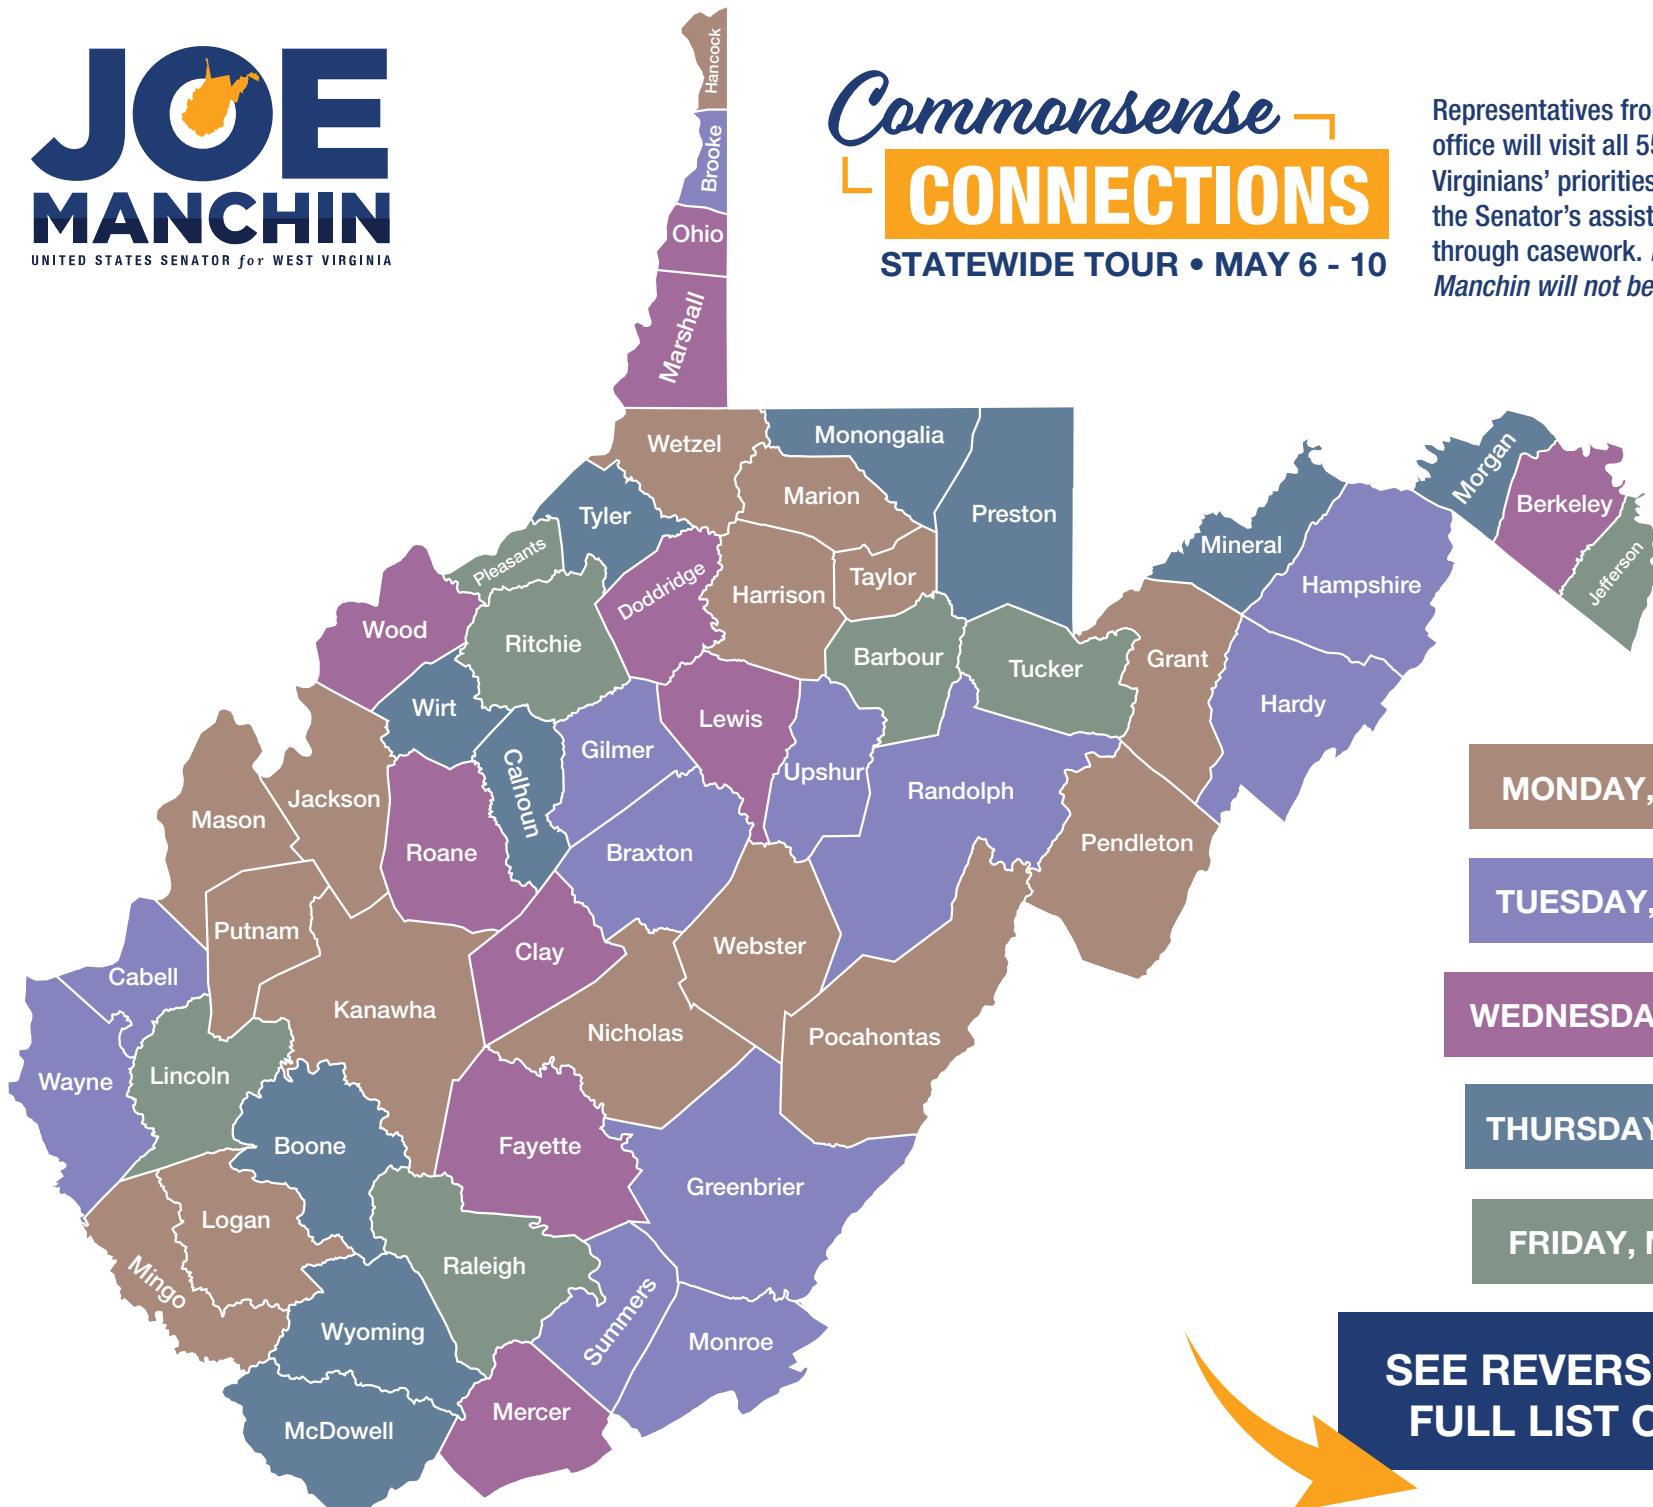 JOE
MANCHIN
UNITED STATES SENATOR for WEST VIRGINIA
Commonsense
CONNECTIONS
STATEWIDE TOUR • MAY 6 - 10
Representatives
office will visit all
Virginians' priorities
the Senator's
through casework.
Manchin will not be
Hancock
Brooke
Ohio
Marshall
Wetzel
Monongalia
Marion
Preston
Tyler
Pleasants
Doddridge
Harrison
Taylor
Mineral
Hampshire
Morgan
Berkeley
Jefferson
Wood
Ritchie
Barbour
Tucker
Grant
Hardy
Wirt
Calhoun
Gilmer
Lewis
Upshur
Randolph
Pendleton
Mason
Jackson
Roane
Braxton
Putnam
Clay
Webster
Cabell
Kanawha
Nicholas
Pocahontas
Wayne
Lincoln
Boone
Fayette
Greenbrier
Logan
Mingo
Raleigh
Summers
Monroe
Wyoming
McDowell
Mercer
MONDAY,
TUESDAY,
WEDNESDA
THURSDAY
FRIDAY,
SEE REVERS
FULL LIST